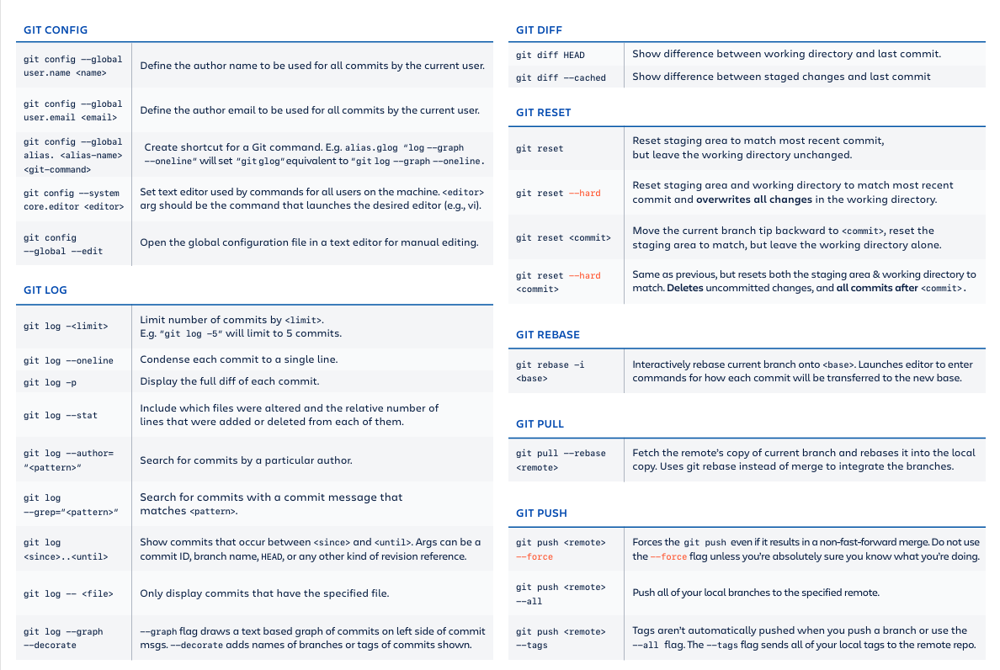 GIT CONFIG
git config --global
user.name <name>
Define the author name to be used for all commits by the current user.
git config --global
user.email <email>
Define the author email to be used for all commits by the current user.
git config --global
alias. <alias-name>
<git-command>
Create shortcut for a Git command. E.g. alias.glog “log --graph
--oneline” will set “git glog” equivalent to “git log --graph --oneline.
git config --system
core.editor <editor>
Set text editor used by commands for all users on the machine. <editor>
arg should be the command that launches the desired editor (e.g., vi).
git config
--global --edit
Open the global configuration file in a text editor for manual editing.
GIT LOG
git log -<limit>
Limit number of commits by <limit>.
E.g. “git log -5” will limit to 5 commits.
git log --oneline
Condense each commit to a single line.
git log -p
Display the full diff of each commit.
git log --stat
Include which files were altered and the relative number of
lines that were added or deleted from each of them.
git log --author=
“<pattern>”
Search for commits by a particular author.
git log
--grep=“<pattern>”
Search for commits with a commit message that
matches <pattern>.
git log
<since>..<until>
Show commits that occur between <since> and <until>. Args can be a
commit ID, branch name, HEAD, or any other kind of revision reference.
git log -- <file>
Only display commits that have the specified file.
git log --graph
--decorate
--graph flag draws a text based graph of commits on left side of commit
msgs. --decorate adds names of branches or tags of commits shown.
GIT DIFF
git diff HEAD
Show difference between working directory and last commit.
git diff --cached
Show difference between staged changes and last commit
GIT RESET
git reset
Reset staging area to match most recent commit,
but leave the working directory unchanged.
git reset --hard
Reset staging area and working directory to match most recent
commit and overwrites all changes in the working directory.
git reset <commit>
Move the current branch tip backward to <commit>, reset the
staging area to match, but leave the working directory alone.
git reset --hard
<commit>
Same as previous, but resets both the staging area & working directory to
match. Deletes uncommitted changes, and all commits after <commit>.
GIT REBASE
git rebase -i
<base>
Interactively rebase current branch onto <base>. Launches editor to enter
commands for how each commit will be transferred to the new base.
GIT PULL
git pull --rebase
<remote>
Fetch the remote’s copy of current branch and rebases it into the local
copy. Uses git rebase instead of merge to integrate the branches.
GIT PUSH
git push <remote>
--force
Forces the git push even if it results in a non-fast-forward merge. Do not use
the --force flag unless you’re absolutely sure you know what you’re doing.
git push <remote>
--all
Push all of your local branches to the specified remote.
git push <remote>
--tags
Tags aren’t automatically pushed when you push a branch or use the
--all flag. The --tags flag sends all of your local tags to the remote repo.